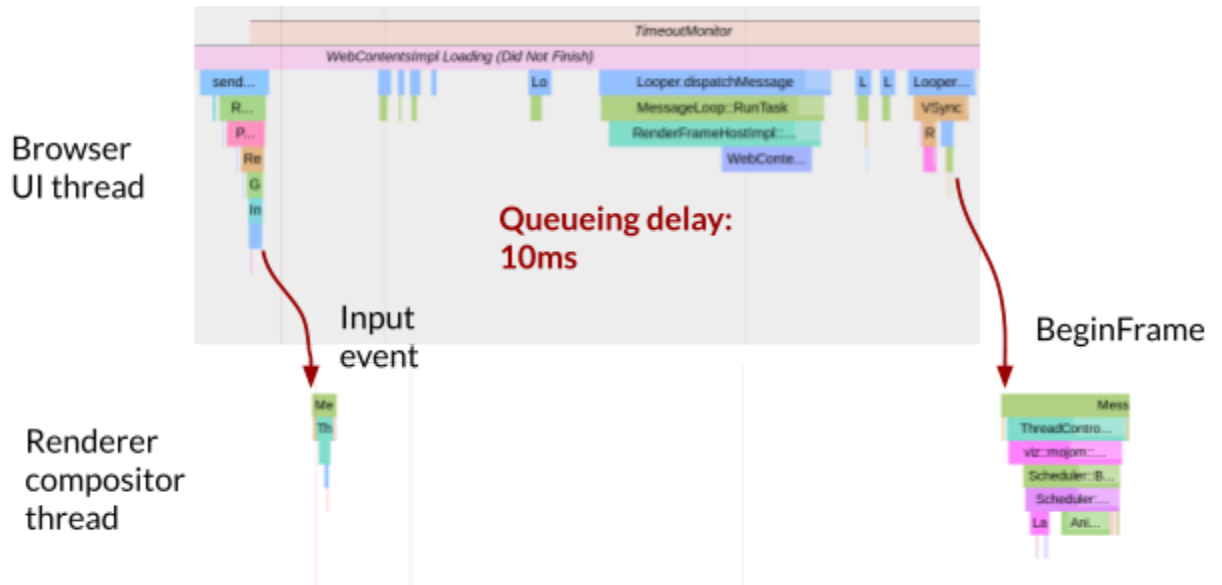 TimeoutMonitor
WebContentsImpl Loading (Did Not Finish)
send... Lo Looper.dispatchMessage L L Looper...
R... MessageLoop::RunTask VSync
P... RenderFrameHostImpl::... R
Re WebConte...
G
In
Browser
UI thread
Queueing delay:
10ms
Input
event
BeginFrame
Me Mess
Th ThreadContro...
viz::mojom::...
Scheduler::B...
Scheduler:...
La Ani...
Renderer
compositor
thread